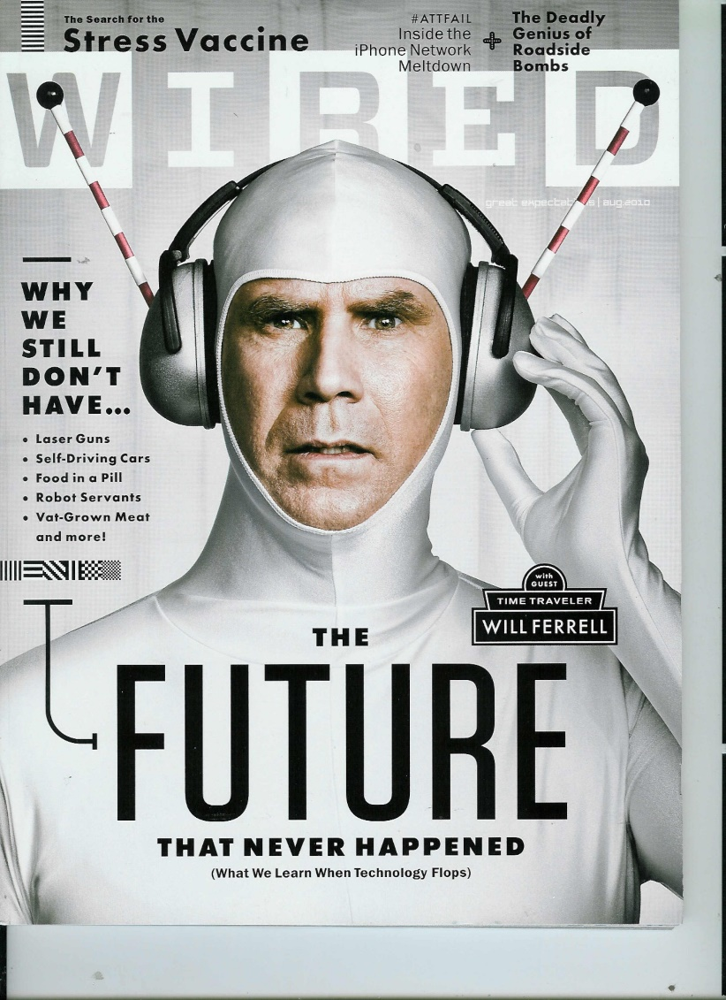 The Search for the
Stress Vaccine
#ATTFAIL
Inside the
iPhone Network
Meltdown
The Deadly
Genius of
Roadside
Bombs
WIRED
great expectat s | aug.2010
WHY
WE
STILL
DON'T
HAVE...
• Laser Guns
• Self-Driving Cars
• Food in a Pill
• Robot Servants
• Vat-Grown Meat
and more!
with
GUEST
TIME TRAVELER
WILL FERRELL
THE
FUTURE
THAT NEVER HAPPENED
(What We Learn When Technology Flops)